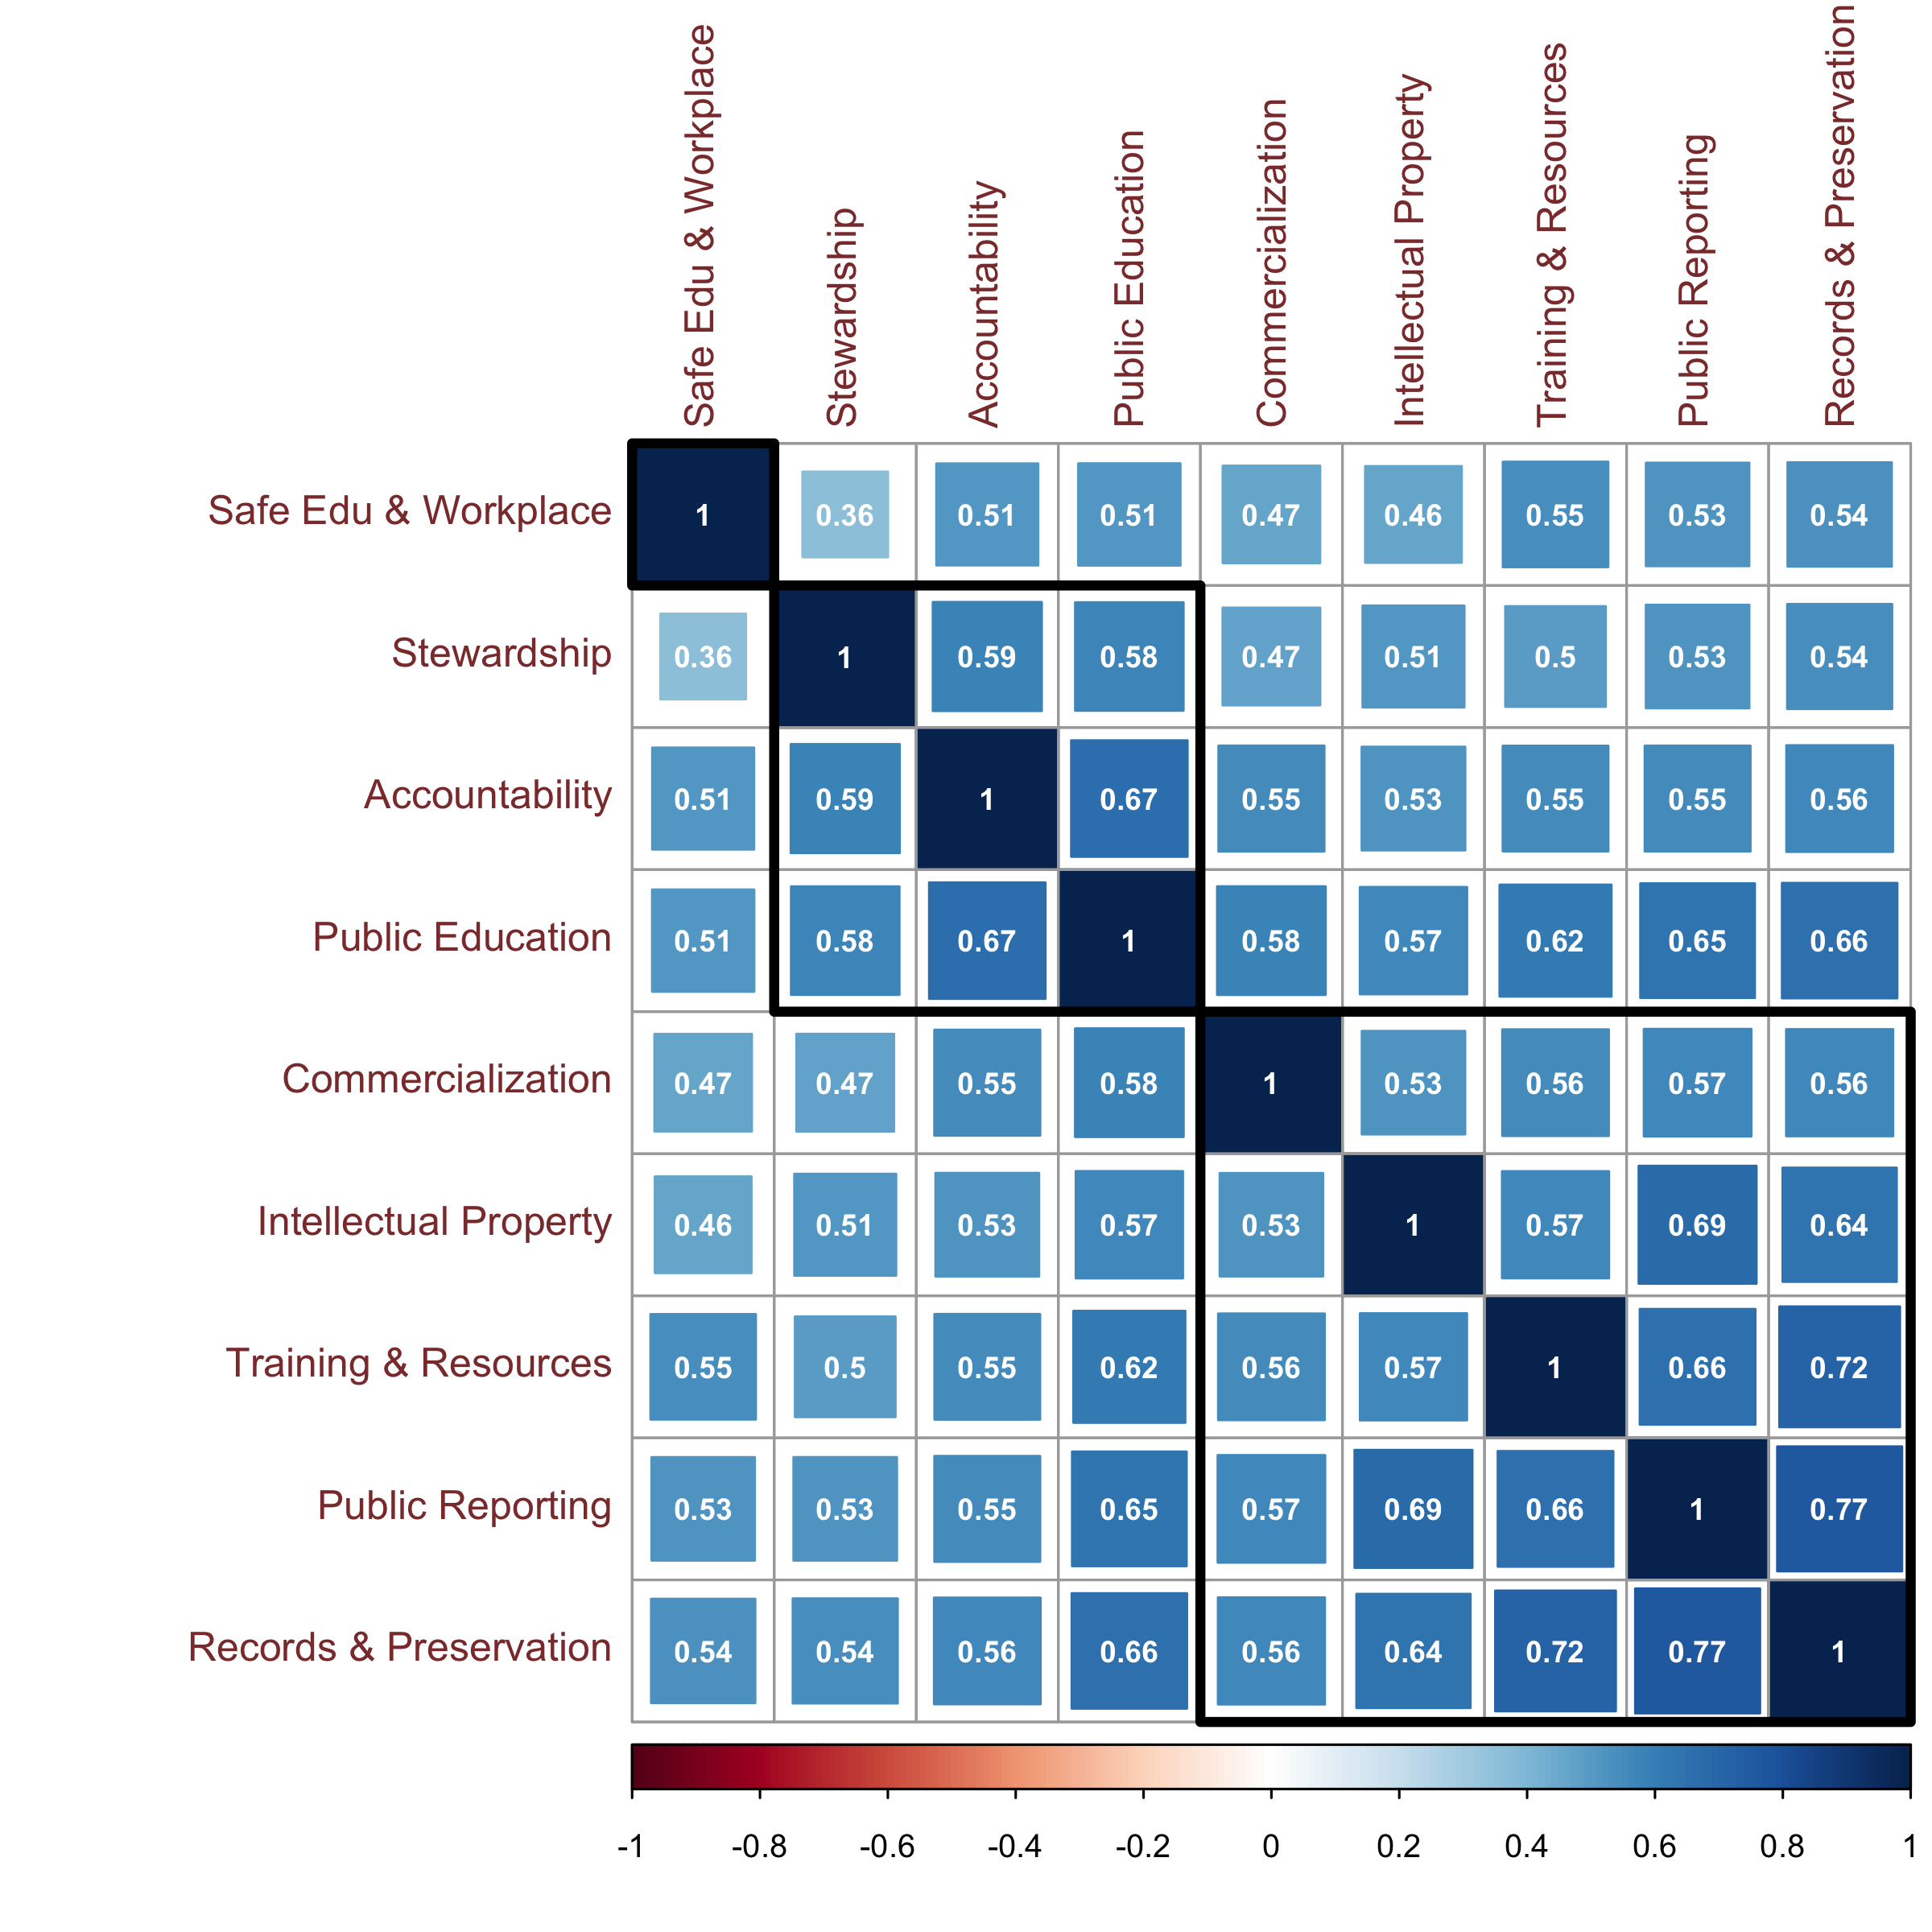 Safe Edu & Workplace
Stewardship
Accountability
Public Education
Commercialization
Intellectual Property
Training & Resources
Public Reporting
Records & Preservation
Safe Edu & Workplace 1 0.36 0.51 0.51 0.47 0.46 0.55 0.53 0.54
Stewardship 0.36 1 0.59 0.58 0.47 0.51 0.5 0.53 0.54
Accountability 0.51 0.59 1 0.67 0.55 0.53 0.55 0.55 0.56
Public Education 0.51 0.58 0.67 1 0.58 0.57 0.62 0.65 0.66
Commercialization 0.47 0.47 0.55 0.58 1 0.53 0.56 0.57 0.56
Intellectual Property 0.46 0.51 0.53 0.57 0.53 1 0.57 0.69 0.64
Training & Resources 0.55 0.5 0.55 0.62 0.56 0.57 1 0.66 0.72
Public Reporting 0.53 0.53 0.55 0.65 0.57 0.69 0.66 1 0.77
Records & Preservation 0.54 0.54 0.56 0.66 0.56 0.64 0.72 0.77 1
-1 -0.8 -0.6 -0.4 -0.2 0 0.2 0.4 0.6 0.8 1